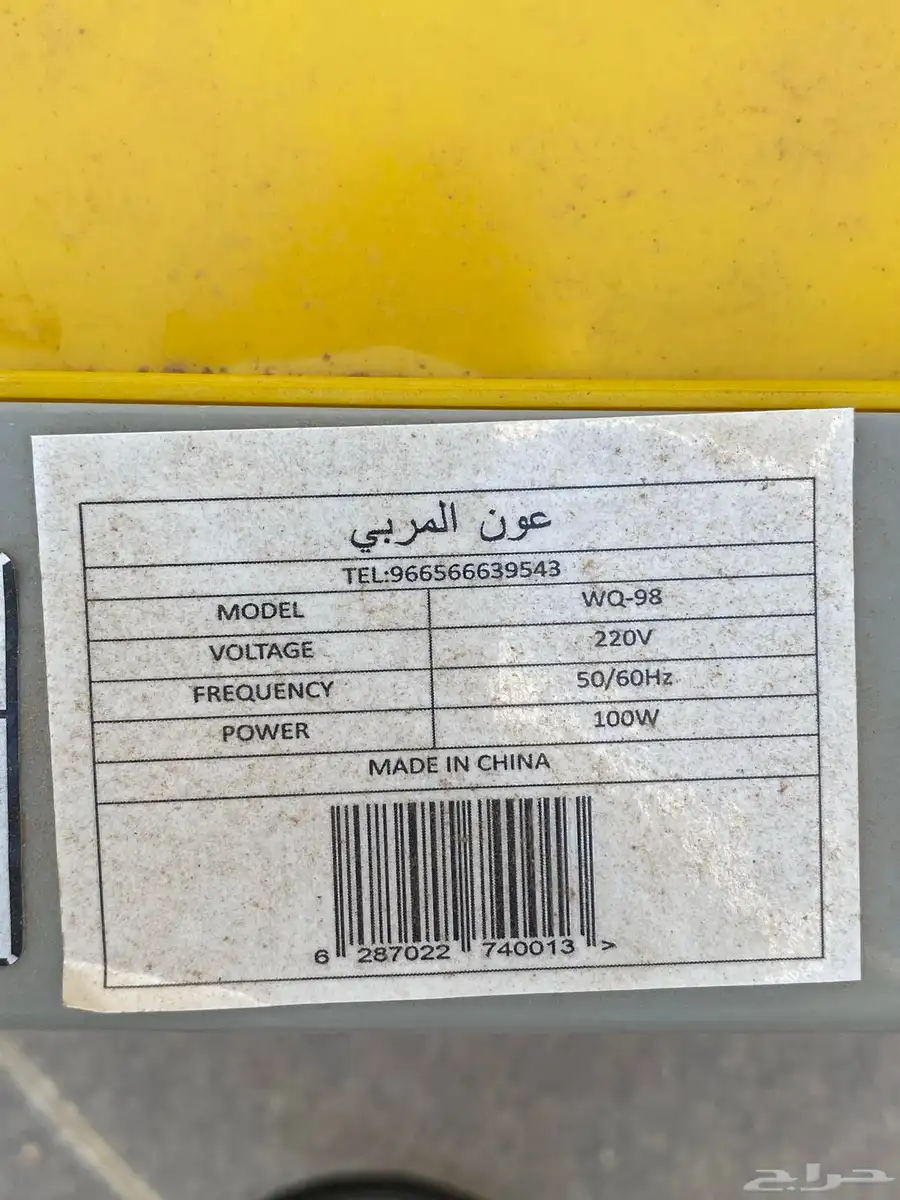 عون المربي
TEL:966566639543
MODEL WQ-98
VOLTAGE 220V
FREQUENCY 50/60Hz
POWER 100W
MADE IN CHINA
6 287022 740013 >
حراج